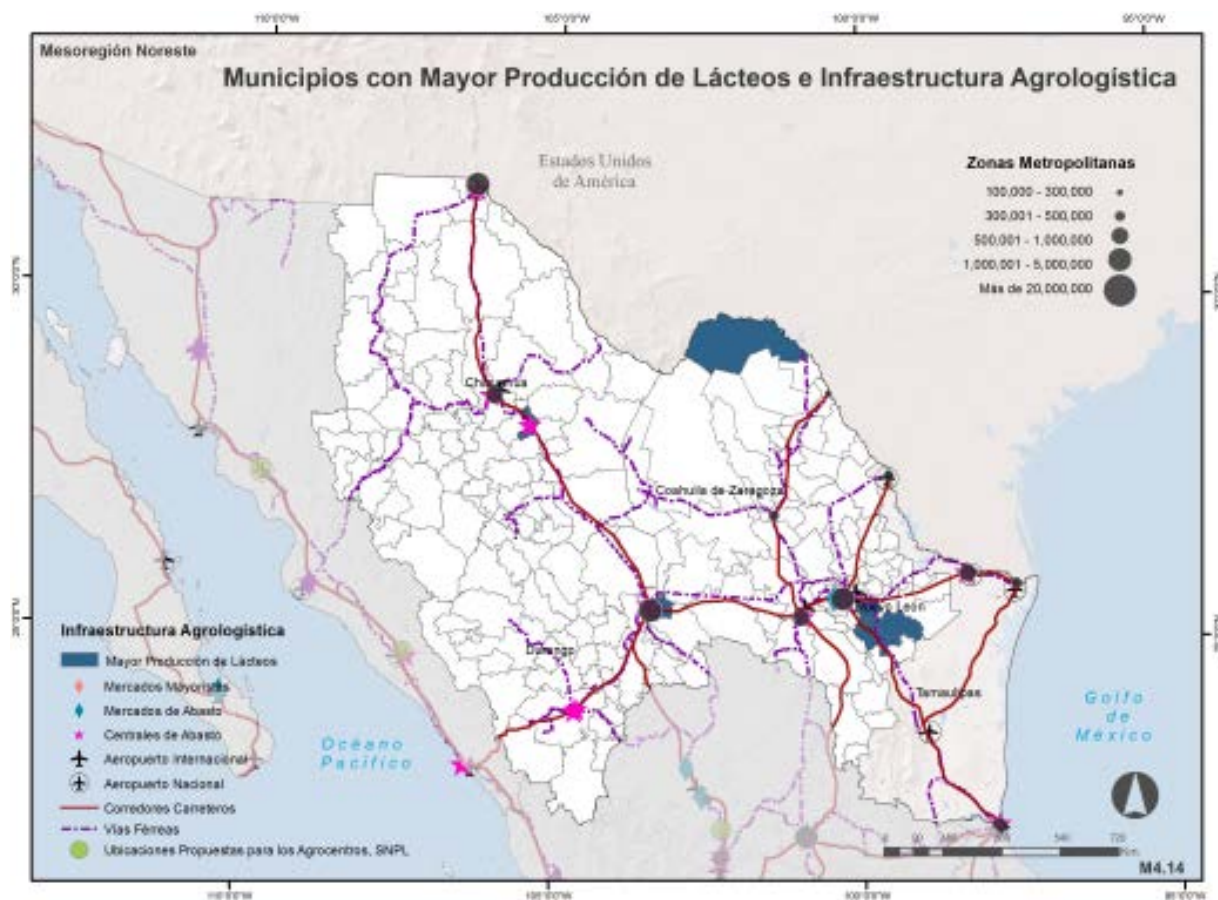 Mesoregión Noreste
Municipios con Mayor Producción de Lácteos e Infraestructura Agrologística
Estados Unidos
de América
Zonas Metropolitanas
100,000 - 300,000
300,001 - 500,000
500,001 - 1,000,000
1,000,001 - 5,000,000
Más de 20,000,000
Chihuahua
Coahuila de Zaragoza
Nuevo León
Durango
Tamaulipas
Golfo
de
México
Océano
Pacífico
Infraestructura Agrologística
Mayor Producción de Lácteos
Mercados Mayoristas
Mercados de Abasto
Centrales de Abasto
Aeropuerto Internacional
Aeropuerto Nacional
Corredores Carreteros
Vías Férreas
Ubicaciones Propuestas para los Agrocentros, SNPL
M4.14